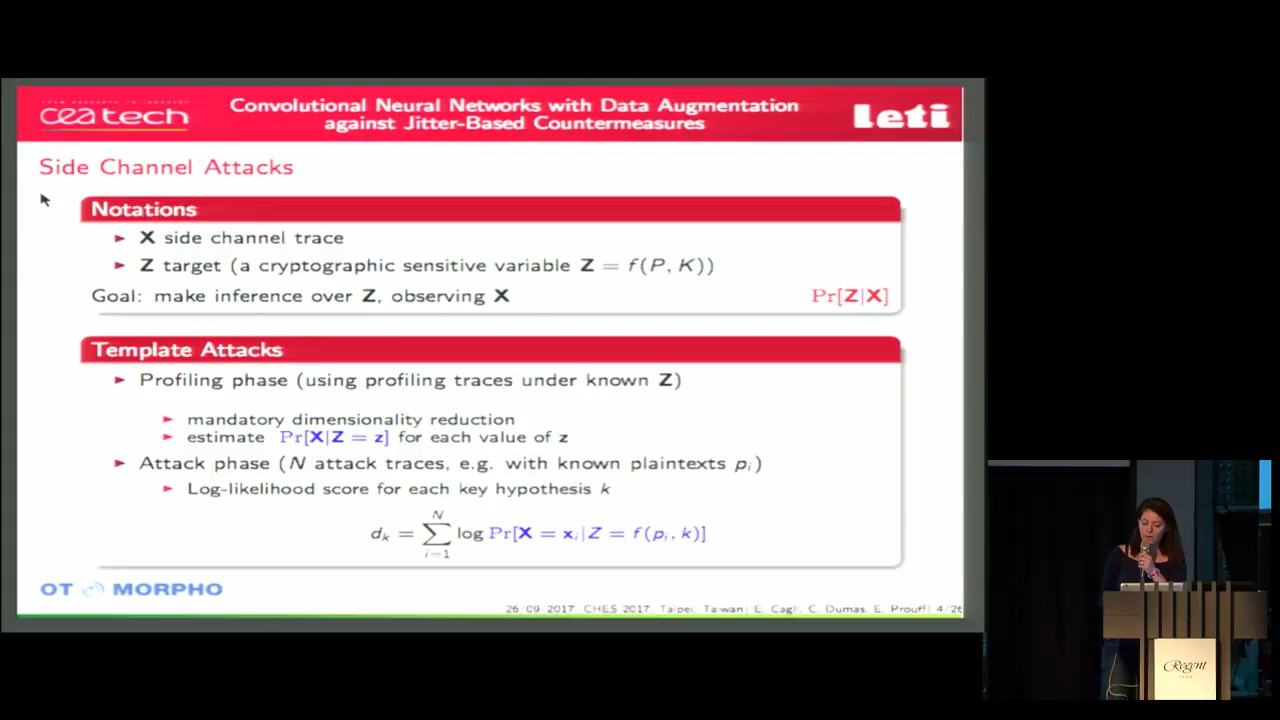 ceatech
Convolutional Neural Networks with Data Augmentation
against Jitter-Based Countermeasures
leti
Side Channel Attacks
Notations
► X side channel trace
► Z target (a cryptographic sensitive variable Z = f(P, K))
Goal: make inference over Z, observing X Pr[Z|X]
Template Attacks
► Profiling phase (using profiling traces under known Z)
► mandatory dimensionality reduction
► estimate Pr[X|Z = z] for each value of z
► Attack phase (N attack traces, e.g. with known plaintexts pᵢ)
► Log-likelihood score for each key hypothesis k
dₖ = ∑ᵢ₌₁ᴺ log Pr[X = xᵢ|Z = f(pᵢ, k)]
OT MORPHO
26/09/2017 CHES 2017, Taipei, Taiwan| E. Cagli, C. Dumas, E. Prouff| 4/26
Regent